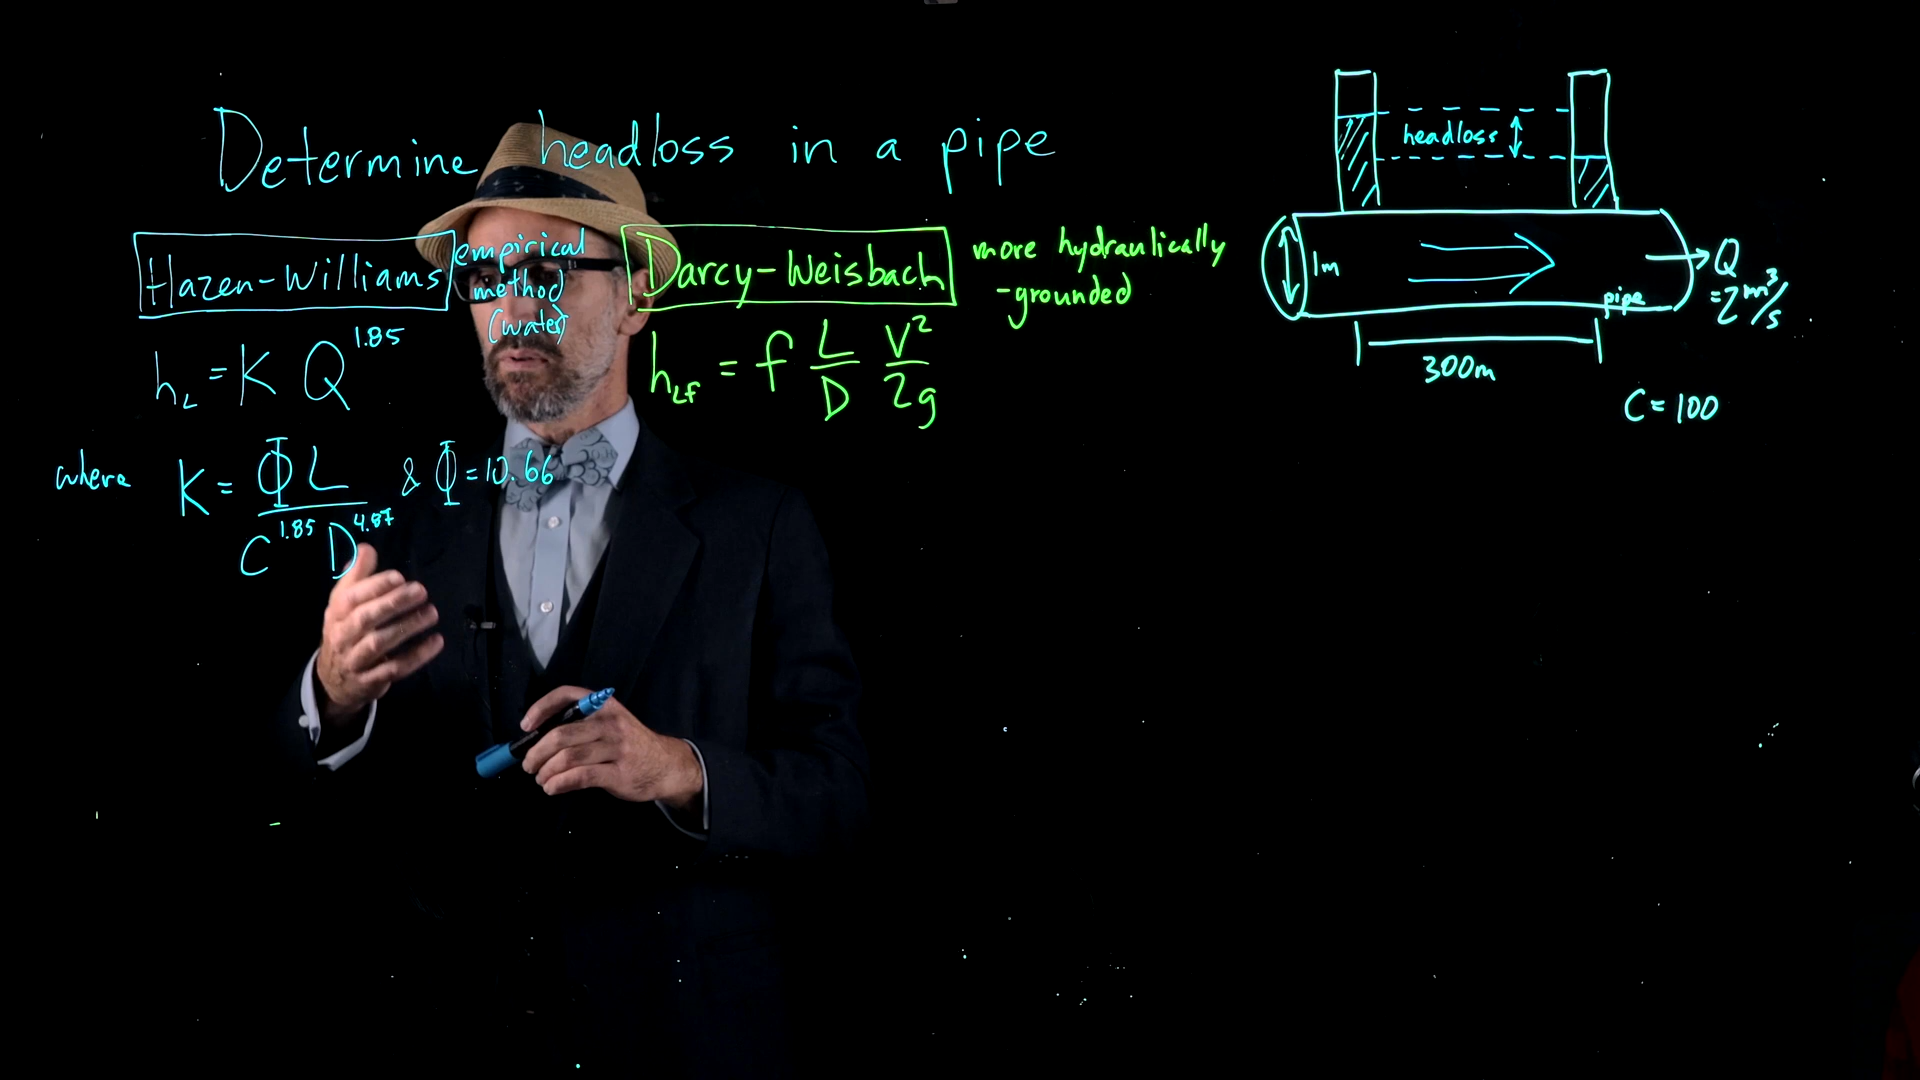 Determine headloss in a pipe
Hazen-Williams
empirical
method
(water)
h_L = K Q^1.85
where K = ΦL / C^1.85 D^4.87 & Φ = 10.66
Darcy-Weisbach
more hydraulically
-grounded
h_Lf = f L/D V²/2g
headloss
1m
pipe
Q
= 2 m³/s
300m
C = 100